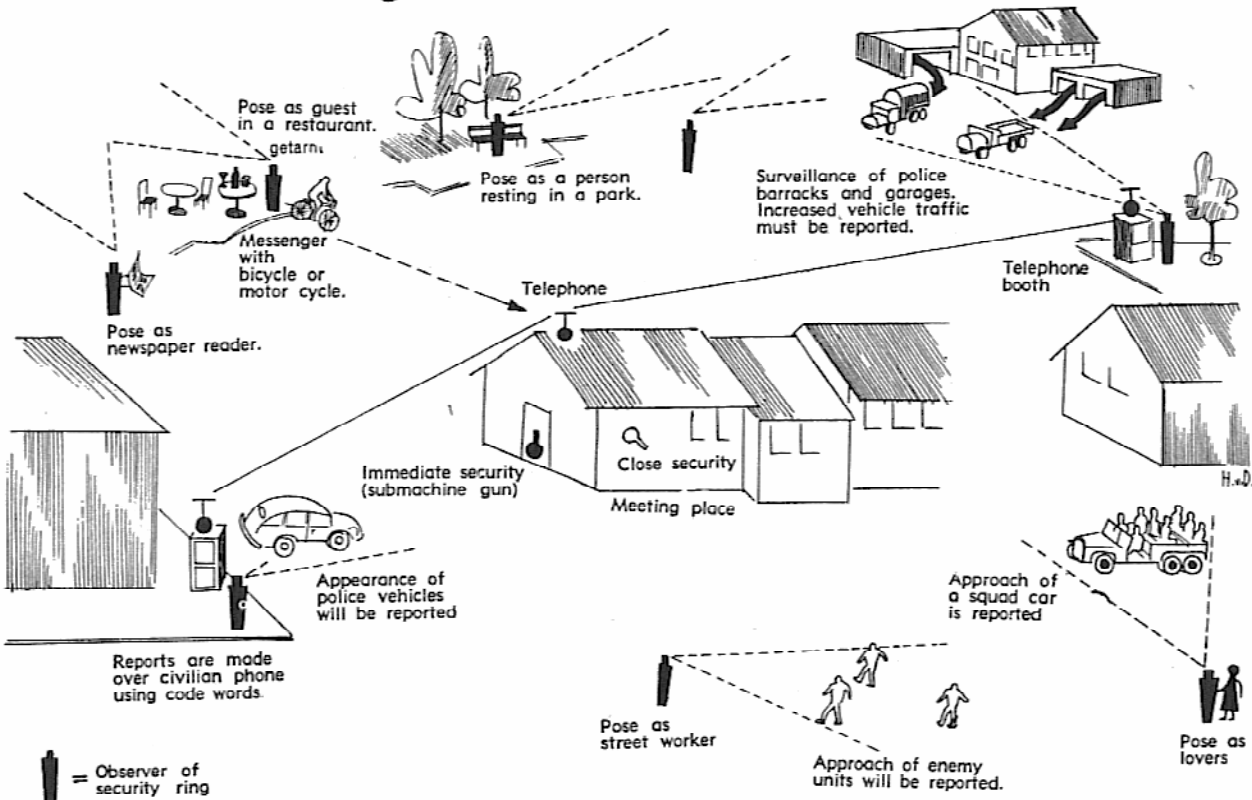 Pose as guest
in a restaurant.
getarn
Pose as a person
resting in a park.
Surveillance of police
barracks and garages.
Increased vehicle traffic
must be reported.
Messenger
with
bicycle or
motor cycle.
Pose as
newspaper reader.
Telephone
Telephone
booth
Immediate security
(submachine gun)
Close security
Meeting place
H.v.D.
Appearance of
police vehicles
will be reported
Approach of
a squad car
is reported
Reports are made
over civilian phone
using code words.
Pose as
street worker
Approach of enemy
units will be reported.
Pose as
lovers
= Observer of
security ring